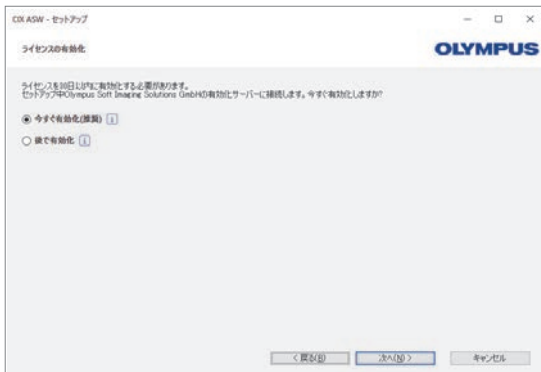 CIX ASW - セットアップ
ライセンスの有効化
OLYMPUS
ライセンスを30日以内に有効化する必要があります。
セットアップ中Olympus Soft Imaging Solutions GmbHの有効化サーバーに接続します。今すぐ有効化しますか?
今すぐ有効化(推奨) i
後で有効化 i
< 戻る(B)
次へ(N) >
キャンセル